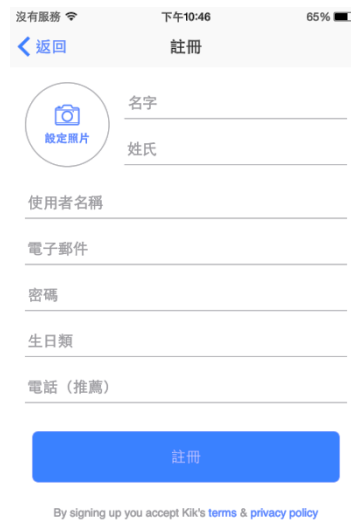 沒有服務 下午10:46 65%
返回 註冊
名字
設定照片
姓氏
使用者名稱
電子郵件
密碼
生日類
電話（推薦）
註冊
By signing up you accept Kik's terms & privacy policy